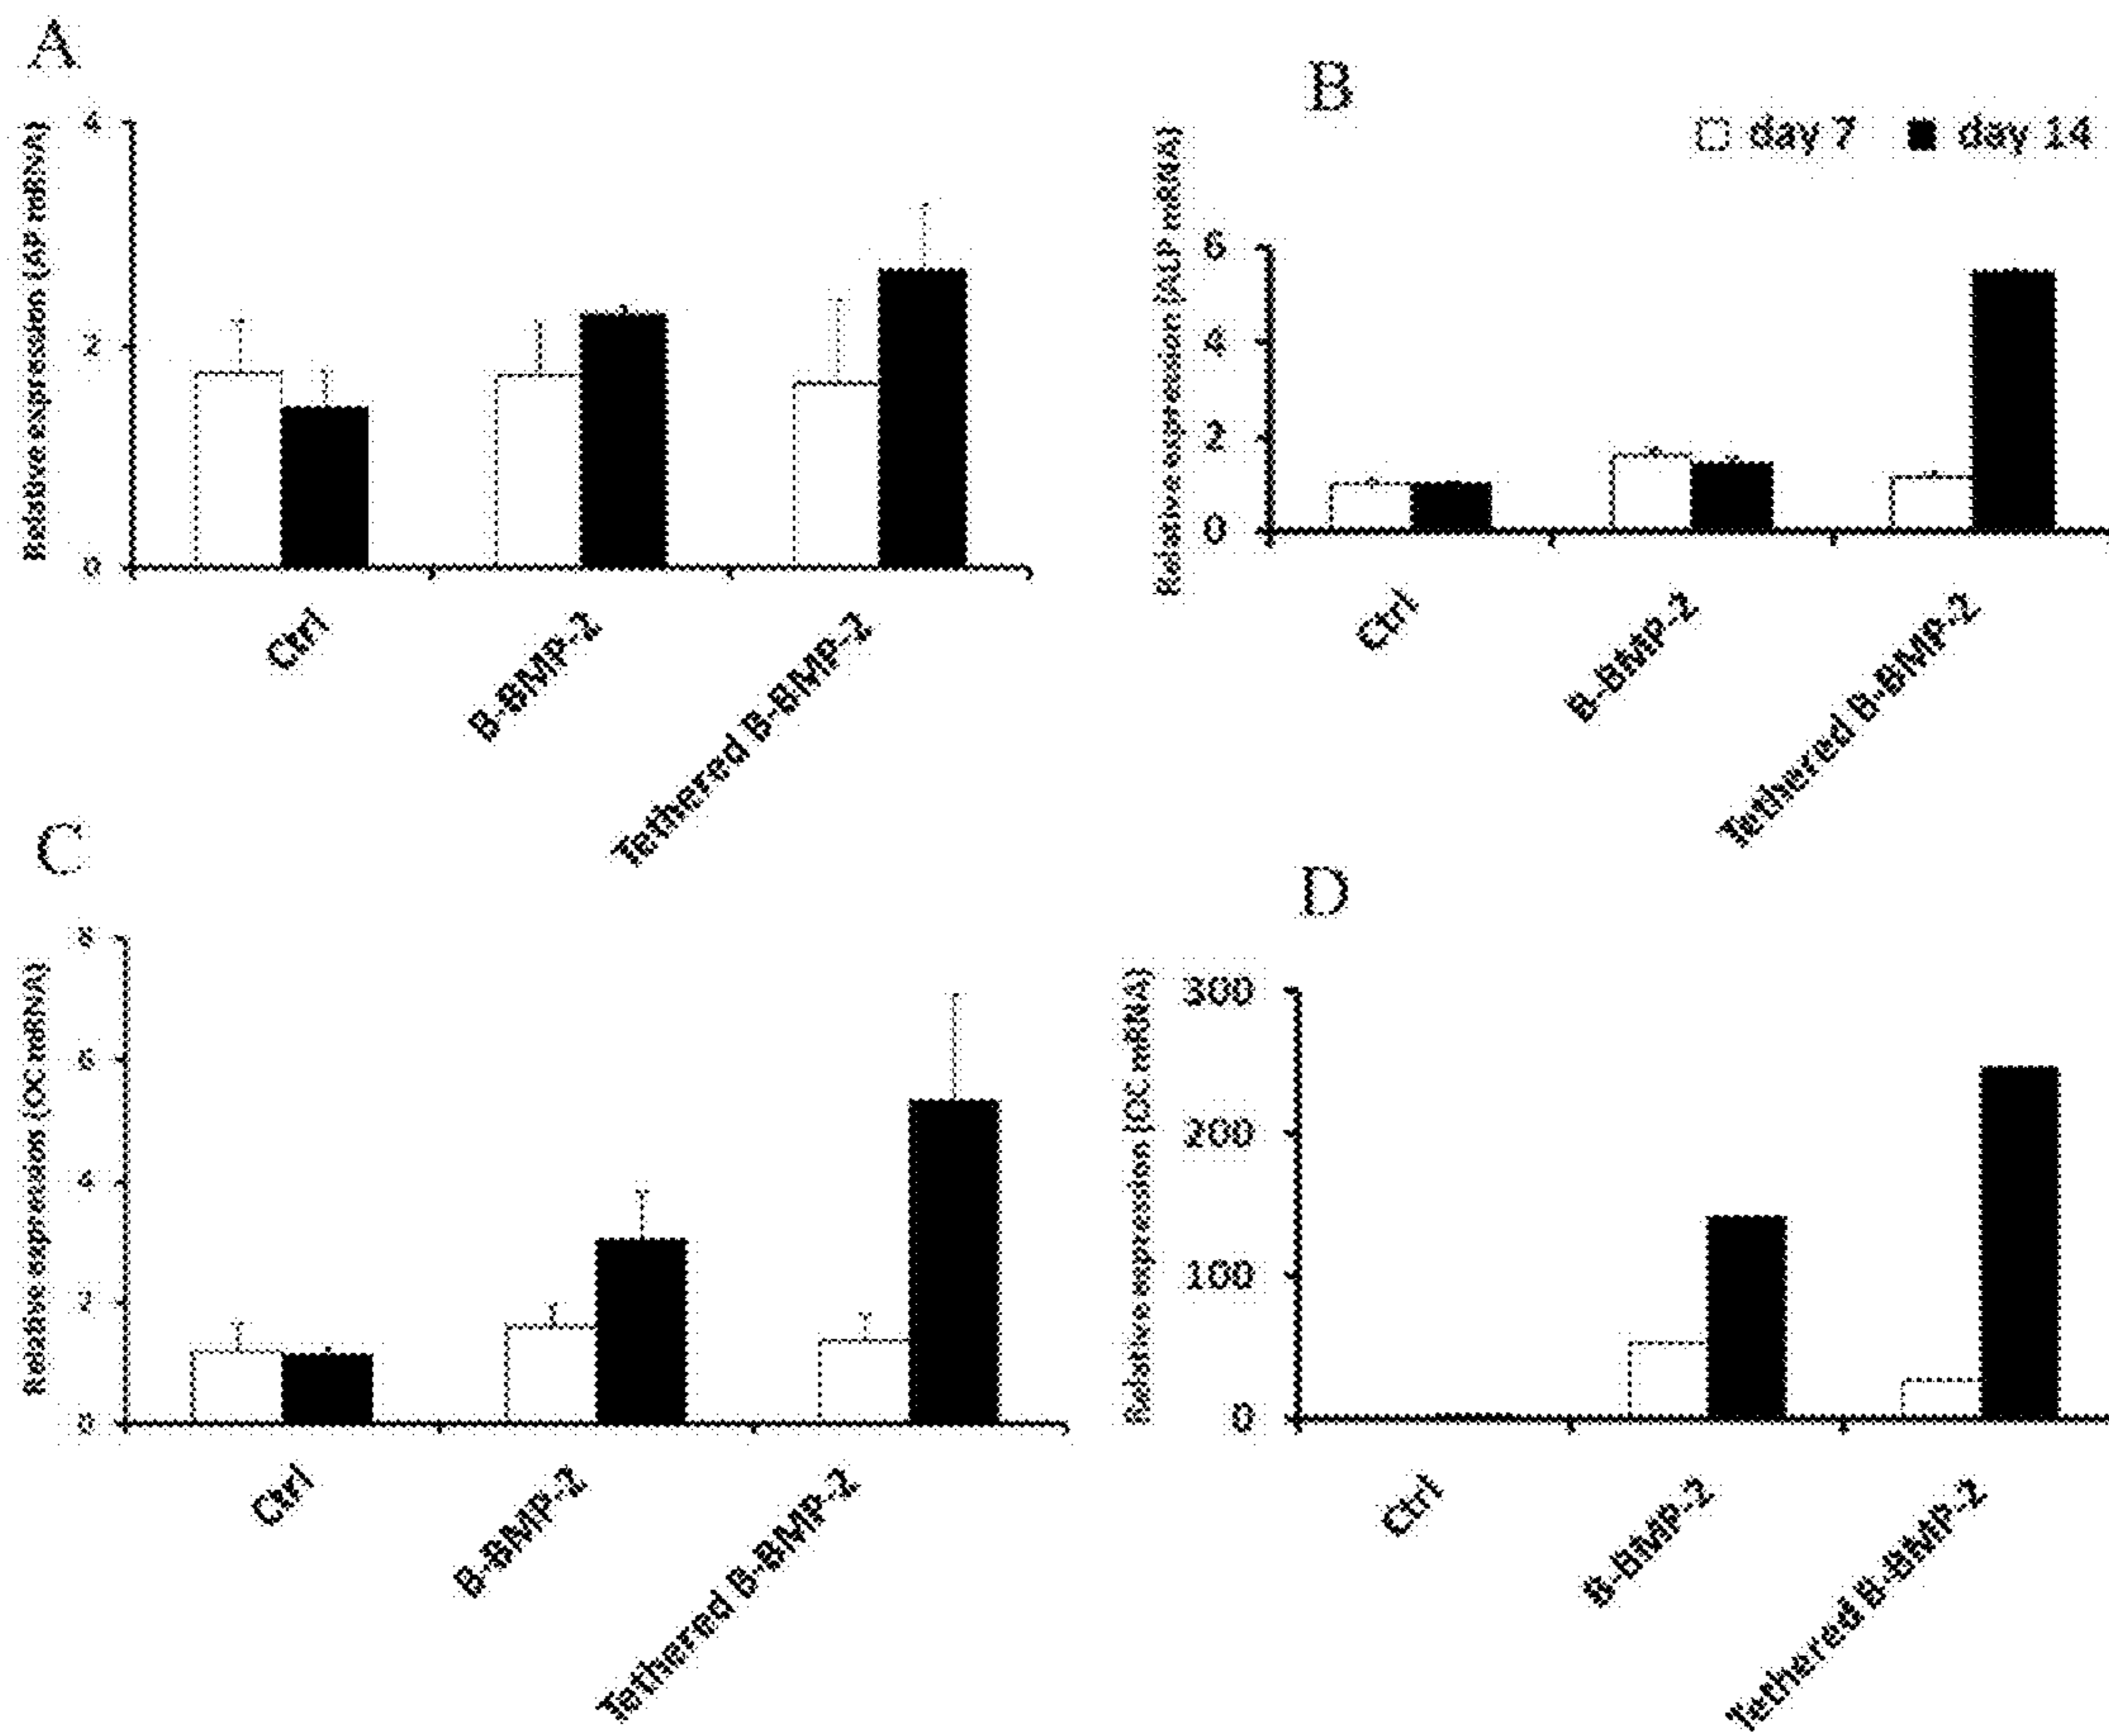 A
Relative expression (AP mRNA)
4
2
0
Ctrl
B-BMP-2
Tethered B-BMP-2
B
day 7 day 14
Relative expression (ALP mRNA)
6
4
2
0
Ctrl
B-BMP-2
Tethered B-BMP-2
C
Relative expression (OC mRNA)
8
6
4
2
0
Ctrl
B-BMP-2
Tethered B-BMP-2
D
Relative expression (OC mRNA)
300
200
100
0
Ctrl
B-BMP-2
Tethered B-BMP-2